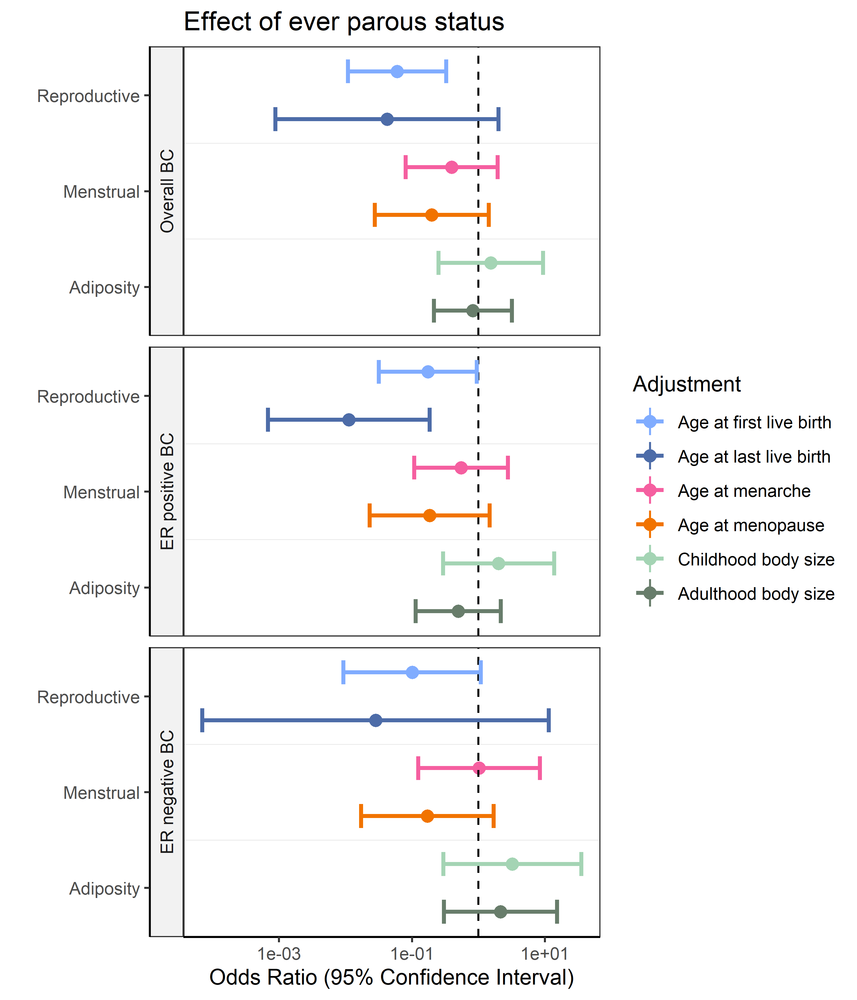 Effect of ever parous status
Overall BC
Reproductive
Menstrual
Adiposity
ER positive BC
Reproductive
Menstrual
Adiposity
ER negative BC
Reproductive
Menstrual
Adiposity
1e-03 1e-01 1e+01
Odds Ratio (95% Confidence Interval)
Adjustment
Age at first live birth
Age at last live birth
Age at menarche
Age at menopause
Childhood body size
Adulthood body size